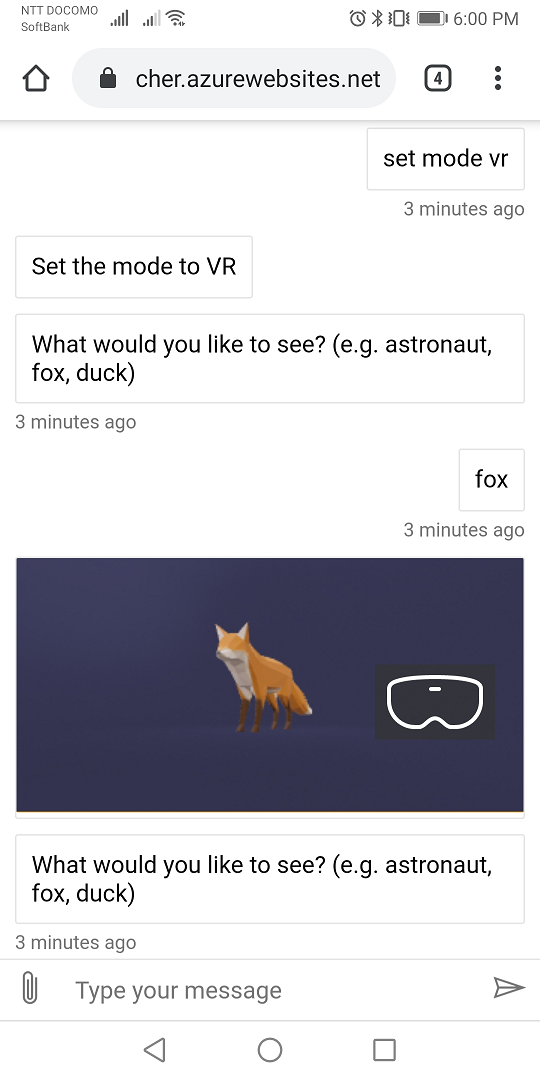 NTT DOCOMO
SoftBank
6:00 PM
cher.azurewebsites.net
4
set mode vr
3 minutes ago
Set the mode to VR
What would you like to see? (e.g. astronaut,
fox, duck)
3 minutes ago
fox
3 minutes ago
What would you like to see? (e.g. astronaut,
fox, duck)
3 minutes ago
Type your message